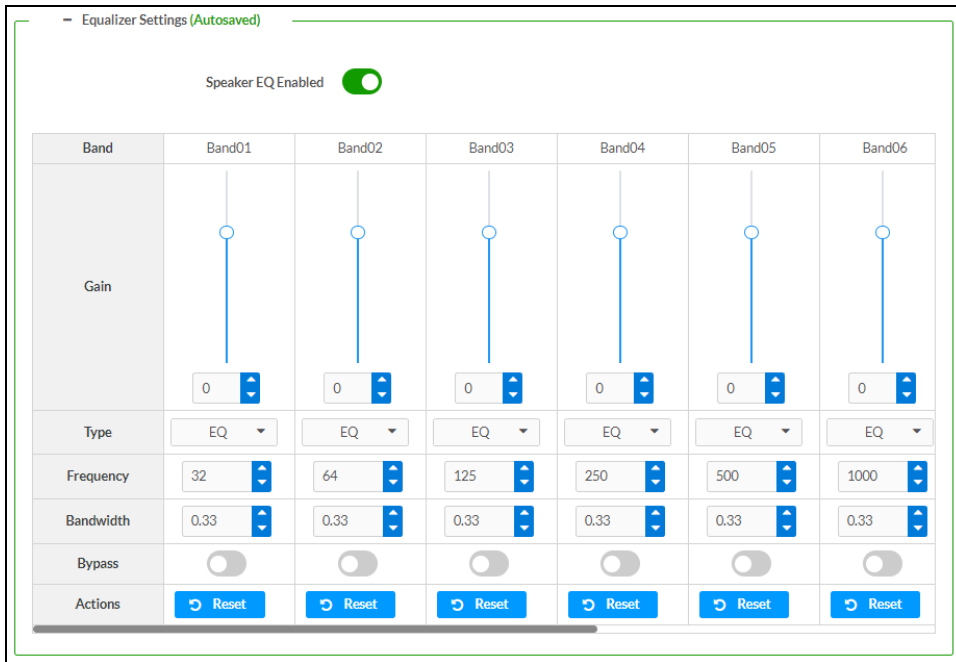 Equalizer Settings (Autosaved)
Speaker EQ Enabled
Band Band01 Band02 Band03 Band04 Band05 Band06
Gain
0 0 0 0 0 0
Type EQ EQ EQ EQ EQ EQ
Frequency 32 64 125 250 500 1000
Bandwidth 0.33 0.33 0.33 0.33 0.33 0.33
Bypass
Actions Reset Reset Reset Reset Reset Reset